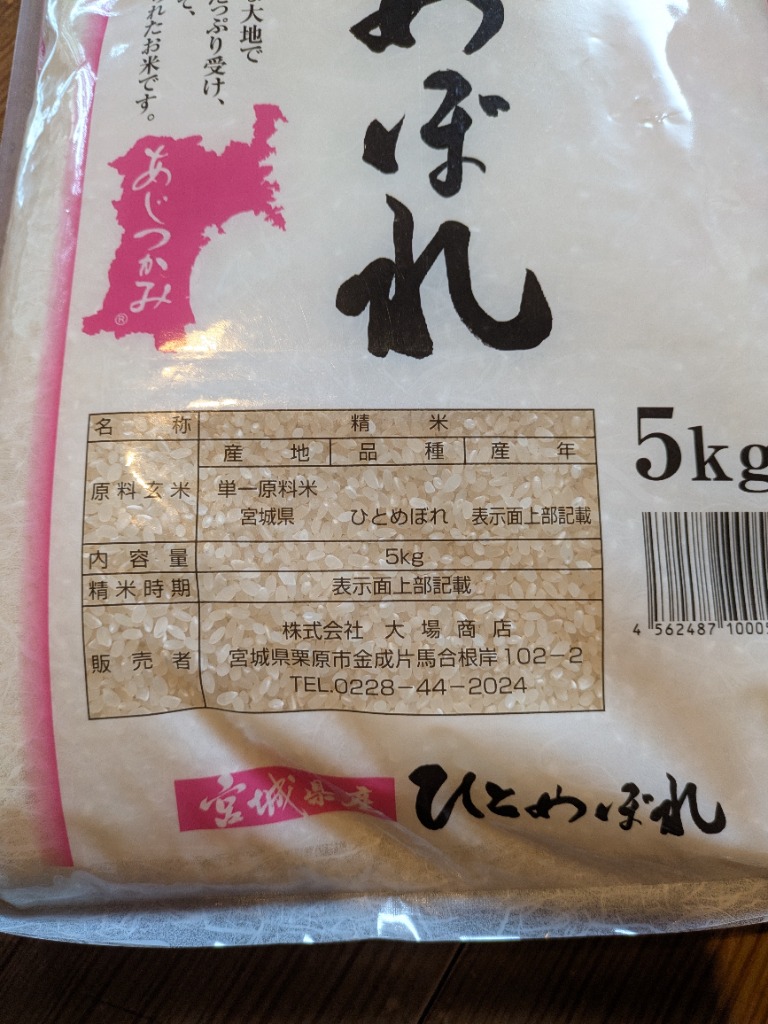 大地で
っぷり受け、
て、
れたお米です。
めぼれ
あじつかみ®
5kg
名称 精米
産地 品種 産年
原料玄米 単一原料米
宮城県 ひとめぼれ 表示面上部記載
内容量 5kg
精米時期 表示面上部記載
販売者 株式会社 大場商店
宮城県栗原市金成片馬合根岸102-2
TEL.0228-44-2024
4 562487 1000
宮城県産 ひとめぼれ